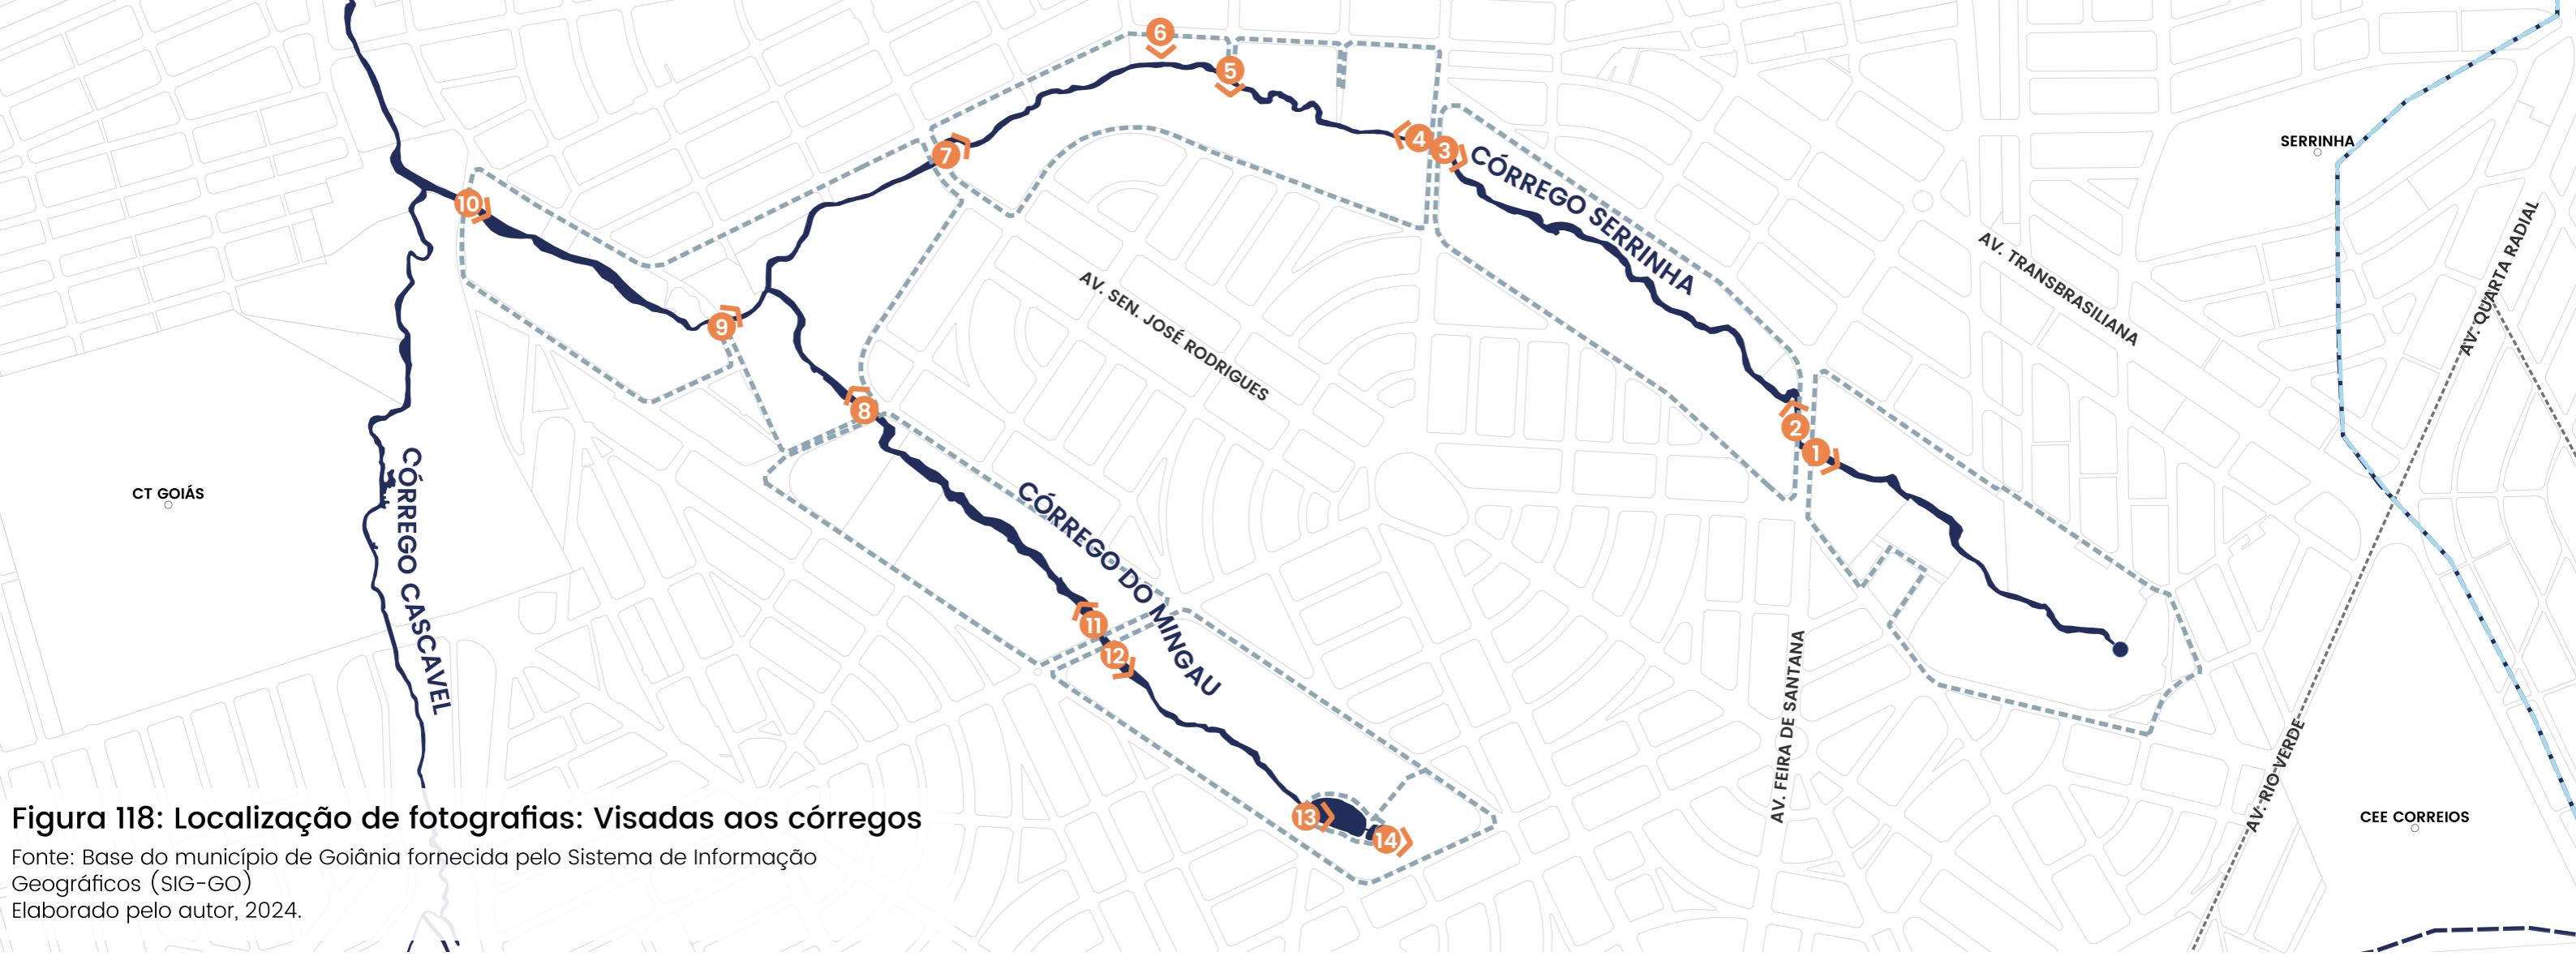 6
5
7
4
3
CÓRREGO SERRINHA
SERRINHA
10
AV. QUARTA RADIAL
AV. TRANSBRASILIANA
AV. SEN. JOSÉ RODRIGUES
9
8
2
1
CT GOIÁS
CÓRREGO CASCAVEL
CÓRREGO DO MINGAU
11
12
AV. FEIRA DE SANTANA
AV. RIO VERDE
13
14
CEE CORREIOS
Figura 118: Localização de fotografias: Visadas aos córregos
Fonte: Base do município de Goiânia fornecida pelo Sistema de Informação
Geográficos (SIG-GO)
Elaborado pelo autor, 2024.